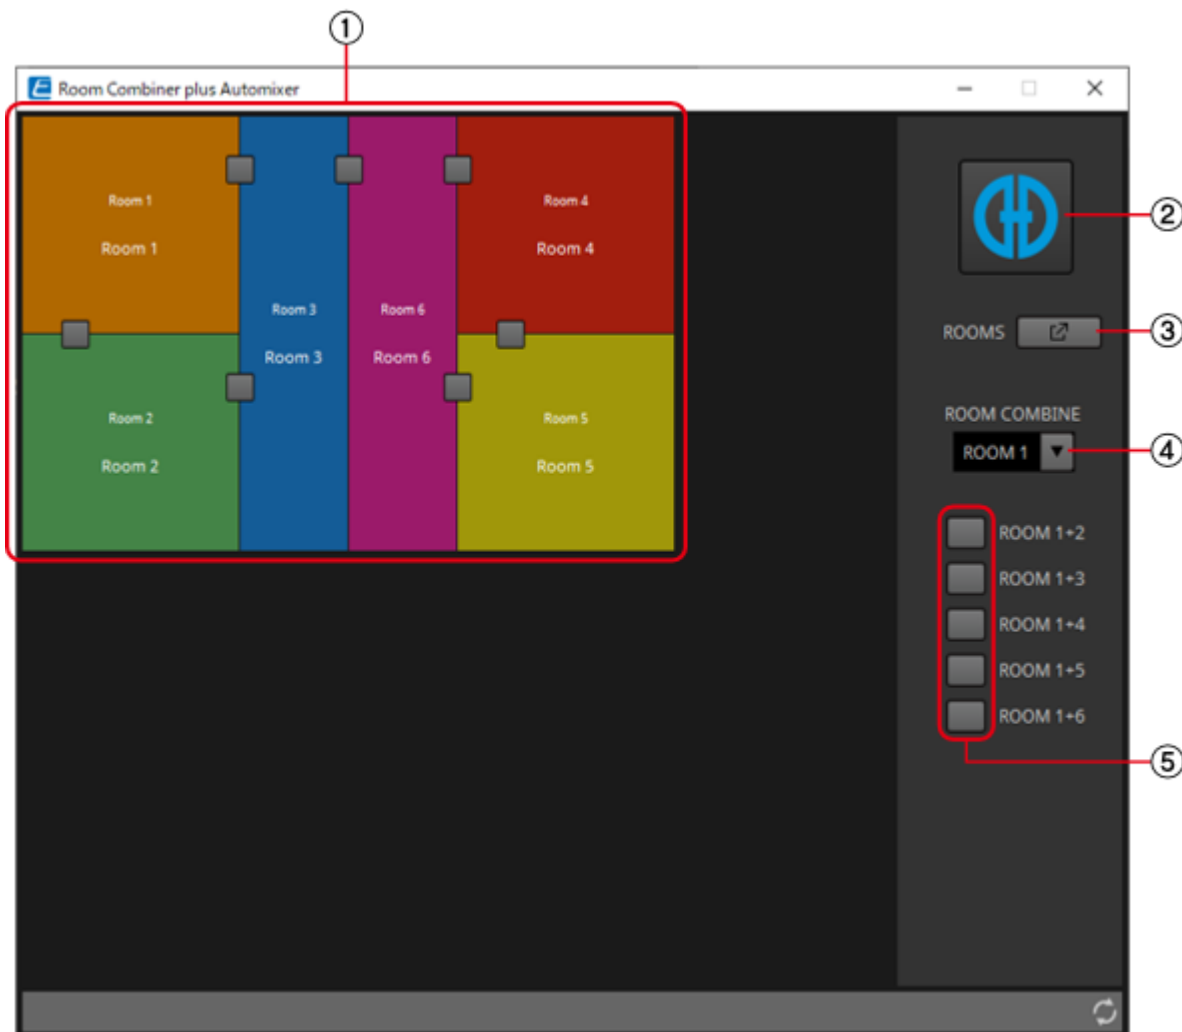 ①
Room Combiner plus Automixer
Room 1
Room 1
Room 2
Room 2
Room 3
Room 3
Room 6
Room 6
Room 4
Room 4
Room 5
Room 5
②
ROOMS
③
ROOM COMBINE
ROOM 1
④
ROOM 1+2
ROOM 1+3
ROOM 1+4
ROOM 1+5
ROOM 1+6
⑤